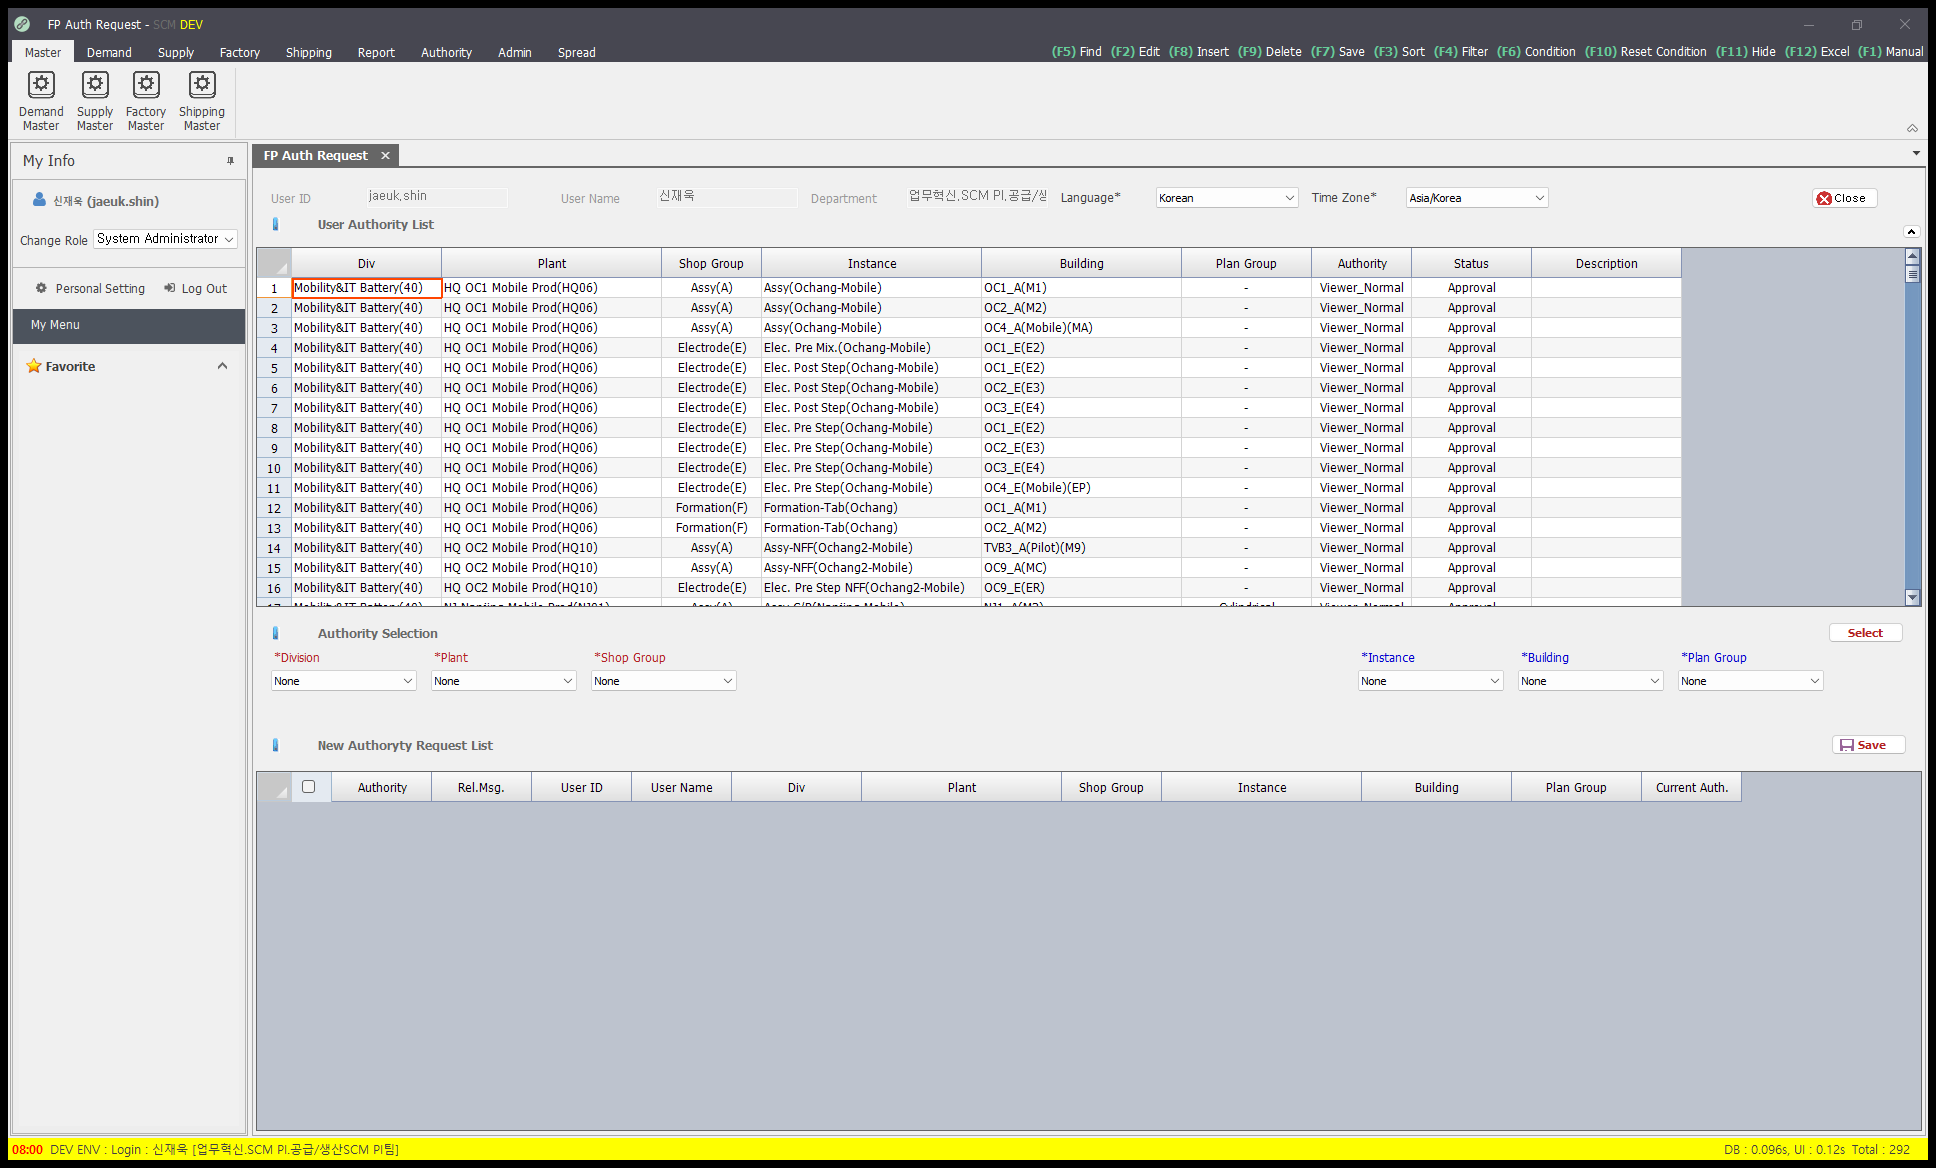 FP Auth Request - SCM DEV
Master Demand Supply Factory Shipping Report Authority Admin Spread
(F5) Find (F2) Edit (F8) Insert (F9) Delete (F7) Save (F3) Sort (F4) Filter (F6) Condition (F10) Reset Condition (F11) Hide (F12) Excel (F1) Manual
Demand Master Supply Master Factory Master Shipping Master
My Info
신재욱 (jaeuk.shin)
Change Role System Administrator
Personal Setting Log Out
My Menu
Favorite
FP Auth Request
User ID jaeuk.shin User Name 신재욱 Department 업무혁신.SCM PI.공급/생 Language* Korean Time Zone* Asia/Korea Close
User Authority List
Div Plant Shop Group Instance Building Plan Group Authority Status Description
1 Mobility&IT Battery(40) HQ OC1 Mobile Prod(HQ06) Assy(A) Assy(Ochang-Mobile) OC1_A(M1) - Viewer_Normal Approval
2 Mobility&IT Battery(40) HQ OC1 Mobile Prod(HQ06) Assy(A) Assy(Ochang-Mobile) OC2_A(M2) - Viewer_Normal Approval
3 Mobility&IT Battery(40) HQ OC1 Mobile Prod(HQ06) Assy(A) Assy(Ochang-Mobile) OC4_A(Mobile)(MA) - Viewer_Normal Approval
4 Mobility&IT Battery(40) HQ OC1 Mobile Prod(HQ06) Electrode(E) Elec. Pre Mix.(Ochang-Mobile) OC1_E(E2) - Viewer_Normal Approval
5 Mobility&IT Battery(40) HQ OC1 Mobile Prod(HQ06) Electrode(E) Elec. Post Step(Ochang-Mobile) OC1_E(E2) - Viewer_Normal Approval
6 Mobility&IT Battery(40) HQ OC1 Mobile Prod(HQ06) Electrode(E) Elec. Post Step(Ochang-Mobile) OC2_E(E3) - Viewer_Normal Approval
7 Mobility&IT Battery(40) HQ OC1 Mobile Prod(HQ06) Electrode(E) Elec. Post Step(Ochang-Mobile) OC3_E(E4) - Viewer_Normal Approval
8 Mobility&IT Battery(40) HQ OC1 Mobile Prod(HQ06) Electrode(E) Elec. Pre Step(Ochang-Mobile) OC1_E(E2) - Viewer_Normal Approval
9 Mobility&IT Battery(40) HQ OC1 Mobile Prod(HQ06) Electrode(E) Elec. Pre Step(Ochang-Mobile) OC2_E(E3) - Viewer_Normal Approval
10 Mobility&IT Battery(40) HQ OC1 Mobile Prod(HQ06) Electrode(E) Elec. Pre Step(Ochang-Mobile) OC3_E(E4) - Viewer_Normal Approval
11 Mobility&IT Battery(40) HQ OC1 Mobile Prod(HQ06) Electrode(E) Elec. Pre Step(Ochang-Mobile) OC4_E(Mobile)(EP) - Viewer_Normal Approval
12 Mobility&IT Battery(40) HQ OC1 Mobile Prod(HQ06) Formation(F) Formation-Tab(Ochang) OC1_A(M1) - Viewer_Normal Approval
13 Mobility&IT Battery(40) HQ OC1 Mobile Prod(HQ06) Formation(F) Formation-Tab(Ochang) OC2_A(M2) - Viewer_Normal Approval
14 Mobility&IT Battery(40) HQ OC2 Mobile Prod(HQ10) Assy(A) Assy-NFF(Ochang2-Mobile) TVB3_A(Pilot)(M9) - Viewer_Normal Approval
15 Mobility&IT Battery(40) HQ OC2 Mobile Prod(HQ10) Assy(A) Assy-NFF(Ochang2-Mobile) OC9_A(MC) - Viewer_Normal Approval
16 Mobility&IT Battery(40) HQ OC2 Mobile Prod(HQ10) Electrode(E) Elec. Pre Step NFF(Ochang2-Mobile) OC9_E(ER) - Viewer_Normal Approval
Authority Selection Select
*Division *Plant *Shop Group *Instance *Building *Plan Group
None None None None None None
New Authoryty Request List Save
Authority Rel.Msg. User ID User Name Div Plant Shop Group Instance Building Plan Group Current Auth.
08:00 DEV ENV : Login : 신재욱 [업무혁신.SCM PI.공급/생산SCM PI팀] DB : 0.096s, UI : 0.12s Total : 292